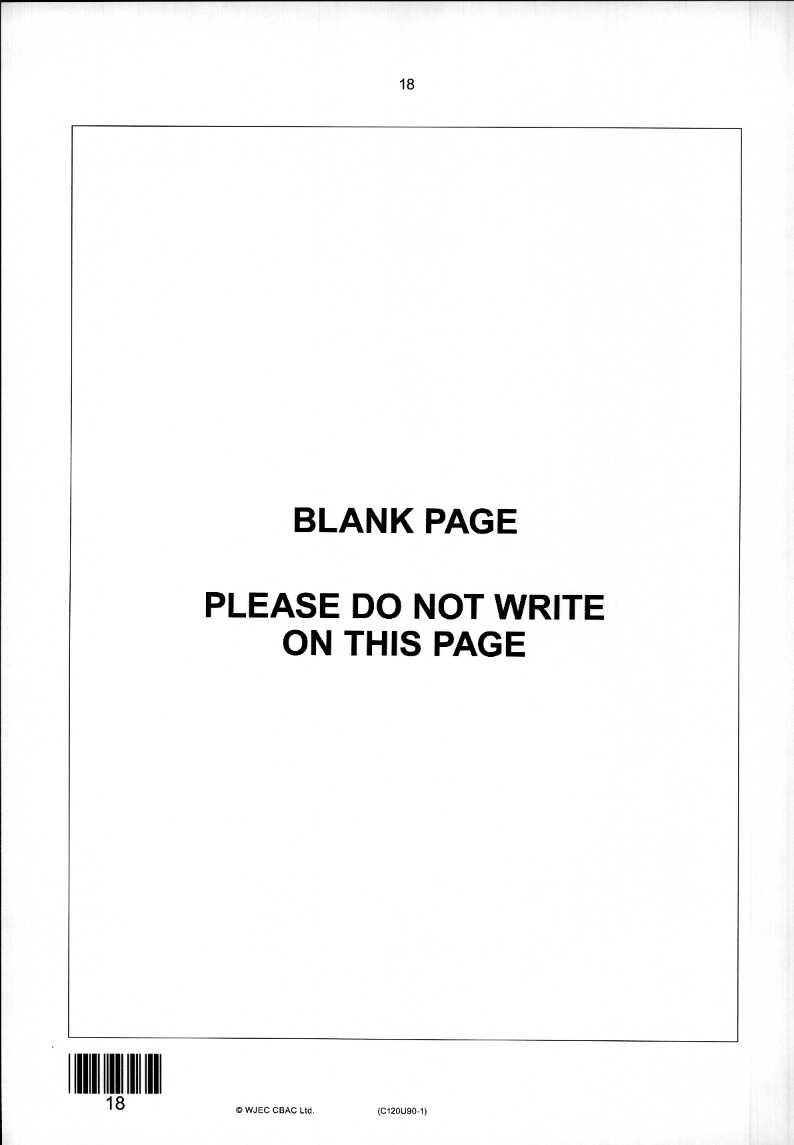 18
BLANK PAGE
PLEASE DO NOT WRITE
ON THIS PAGE
18
© WJEC CBAC Ltd. (C120U90-1)